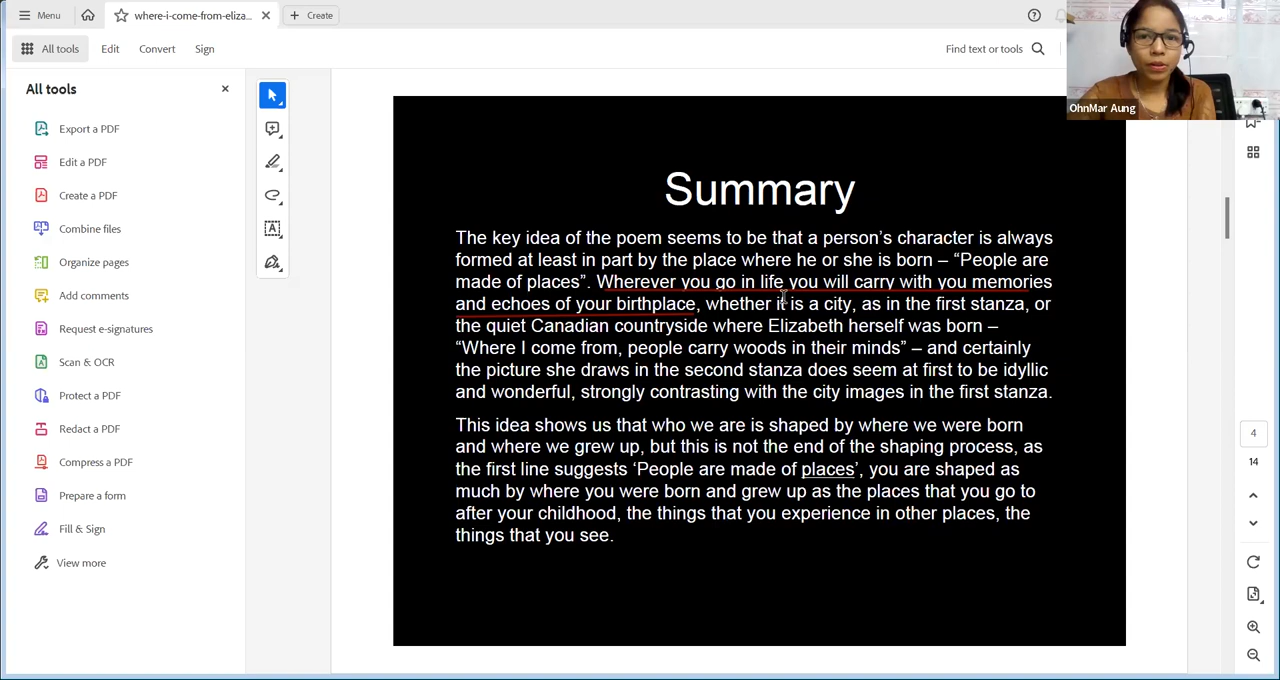 Menu
where-i-come-from-eliza...
Create
All tools
Edit
Convert
Sign
Find text or tools
OhnMar Aung
All tools
Export a PDF
Edit a PDF
Create a PDF
Combine files
Organize pages
Add comments
Request e-signatures
Scan & OCR
Protect a PDF
Redact a PDF
Compress a PDF
Prepare a form
Fill & Sign
View more
Summary
The key idea of the poem seems to be that a person’s character is always
formed at least in part by the place where he or she is born – “People are
made of places”. Wherever you go in life you will carry with you memories
and echoes of your birthplace, whether it is a city, as in the first stanza, or
the quiet Canadian countryside where Elizabeth herself was born –
“Where I come from, people carry woods in their minds” – and certainly
the picture she draws in the second stanza does seem at first to be idyllic
and wonderful, strongly contrasting with the city images in the first stanza.
This idea shows us that who we are is shaped by where we were born
and where we grew up, but this is not the end of the shaping process, as
the first line suggests ‘People are made of places’, you are shaped as
much by where you were born and grew up as the places that you go to
after your childhood, the things that you experience in other places, the
things that you see.
4
14